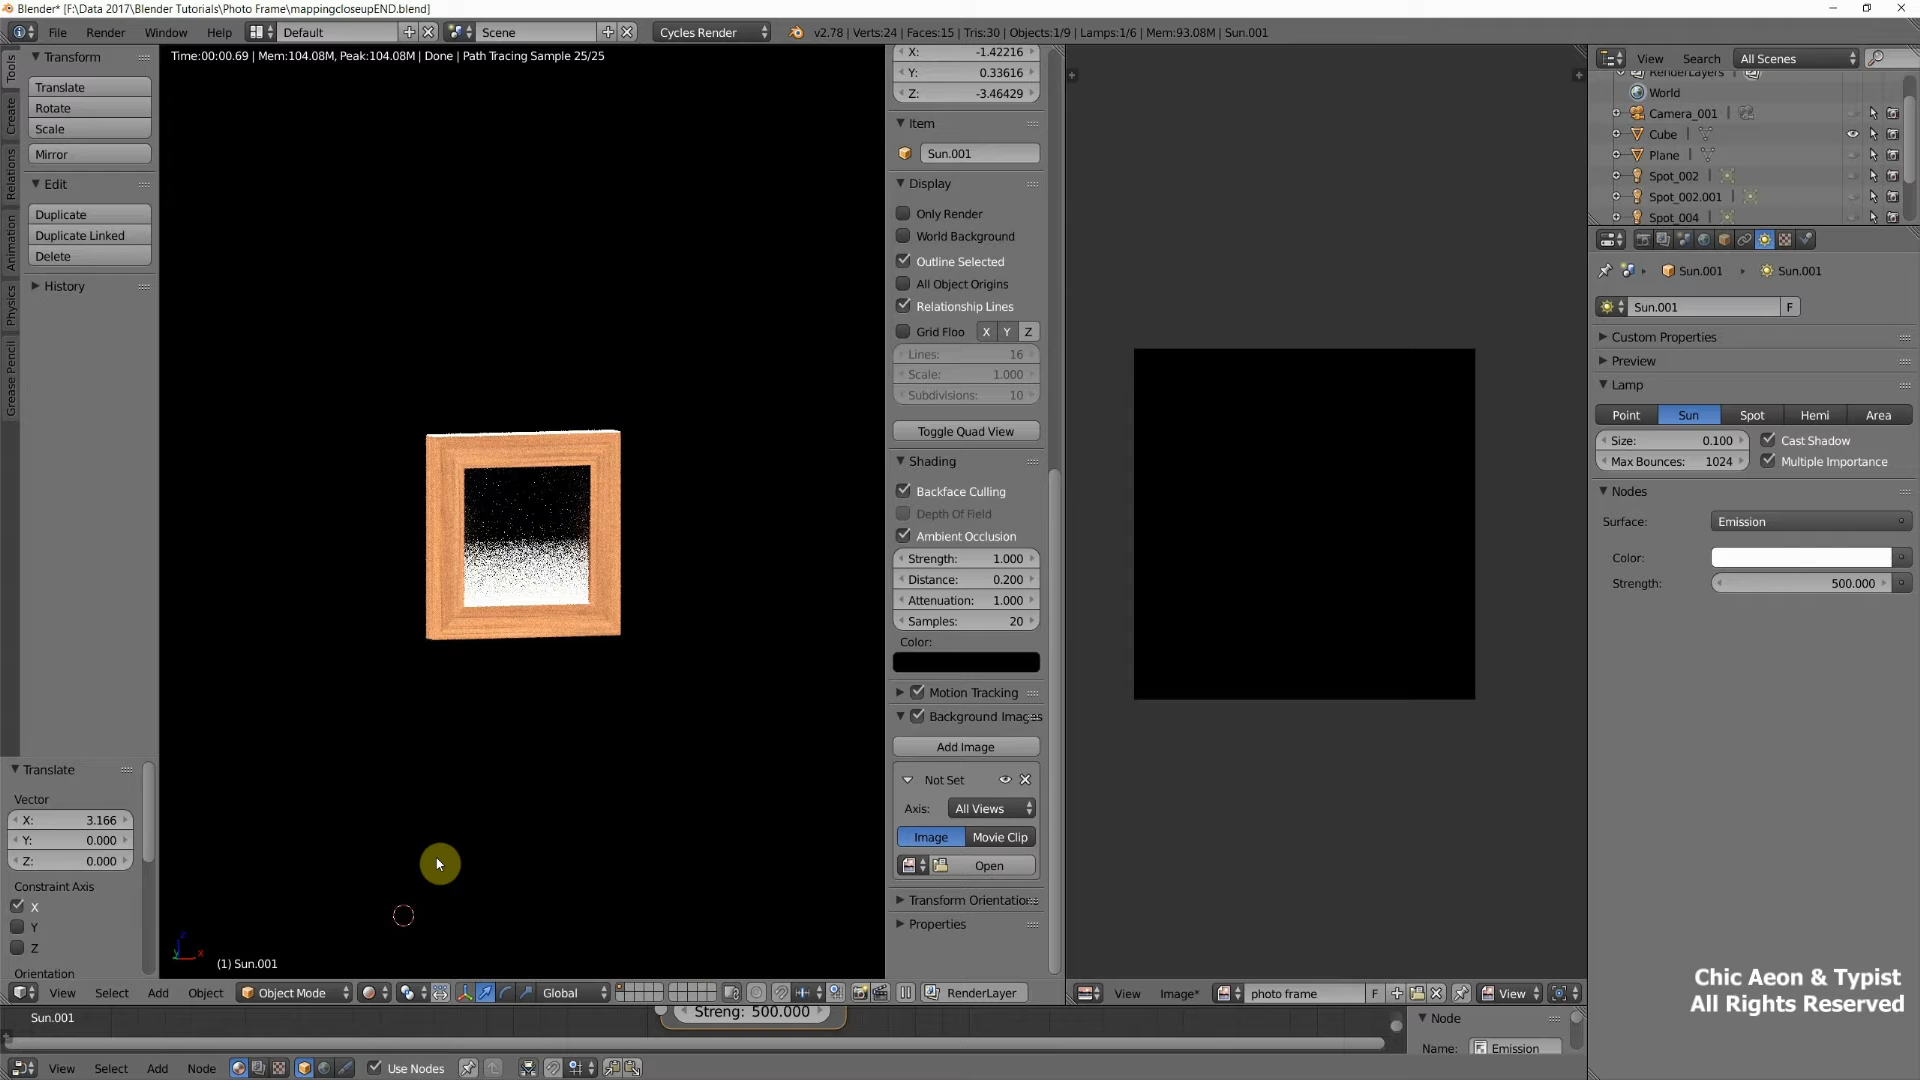 Blender* [F:\Data 2017\Blender Tutorials\Photo Frame\mappingcloseupEND.blend]
File Render Window Help Default Scene Cycles Render v2.78 | Verts:24 | Faces:15 | Tris:30 | Objects:1/9 | Lamps:1/6 | Mem:93.08M | Sun.001
Time:00:00.69 | Mem:104.08M, Peak:104.08M | Done | Path Tracing Sample 25/25
Tools
Create
Relations
Animation
Physics
Grease Pencil
Transform
Translate
Rotate
Scale
Mirror
Edit
Duplicate
Duplicate Linked
Delete
History
Translate
Vector
X: 3.166
Y: 0.000
Z: 0.000
Constraint Axis
X
Y
Z
Orientation
(1) Sun.001
X: -1.42216
Y: 0.33616
Z: -3.46429
Item
Sun.001
Display
Only Render
World Background
Outline Selected
All Object Origins
Relationship Lines
Grid Floo X Y Z
Lines: 16
Scale: 1.000
Subdivisions: 10
Toggle Quad View
Shading
Backface Culling
Depth Of Field
Ambient Occlusion
Strength: 1.000
Distance: 0.200
Attenuation: 1.000
Samples: 20
Color:
Motion Tracking
Background Images
Add Image
Not Set
Axis: All Views
Image Movie Clip
Open
Transform Orientations
Properties
View Search All Scenes
RenderLayers
World
Camera_001
Cube
Plane
Spot_002
Spot_002.001
Spot_004
Sun.001 Sun.001
Sun.001 F
Custom Properties
Preview
Lamp
Point Sun Spot Hemi Area
Size: 0.100 Cast Shadow
Max Bounces: 1024 Multiple Importance
Nodes
Surface: Emission
Color:
Strength: 500.000
Chic Aeon & Typist
All Rights Reserved
View Select Add Object Object Mode Global RenderLayer
View Image* photo frame F View
Sun.001
Streng: 500.000
Node
Name: Emission
View Select Add Node Use Nodes